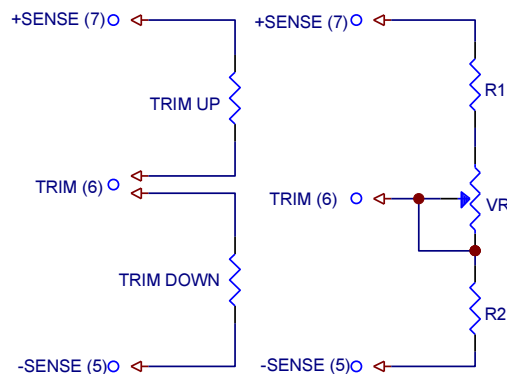 +SENSE (7)
TRIM UP
TRIM (6)
TRIM DOWN
-SENSE (5)
+SENSE (7)
R1
TRIM (6)
VR
R2
-SENSE (5)